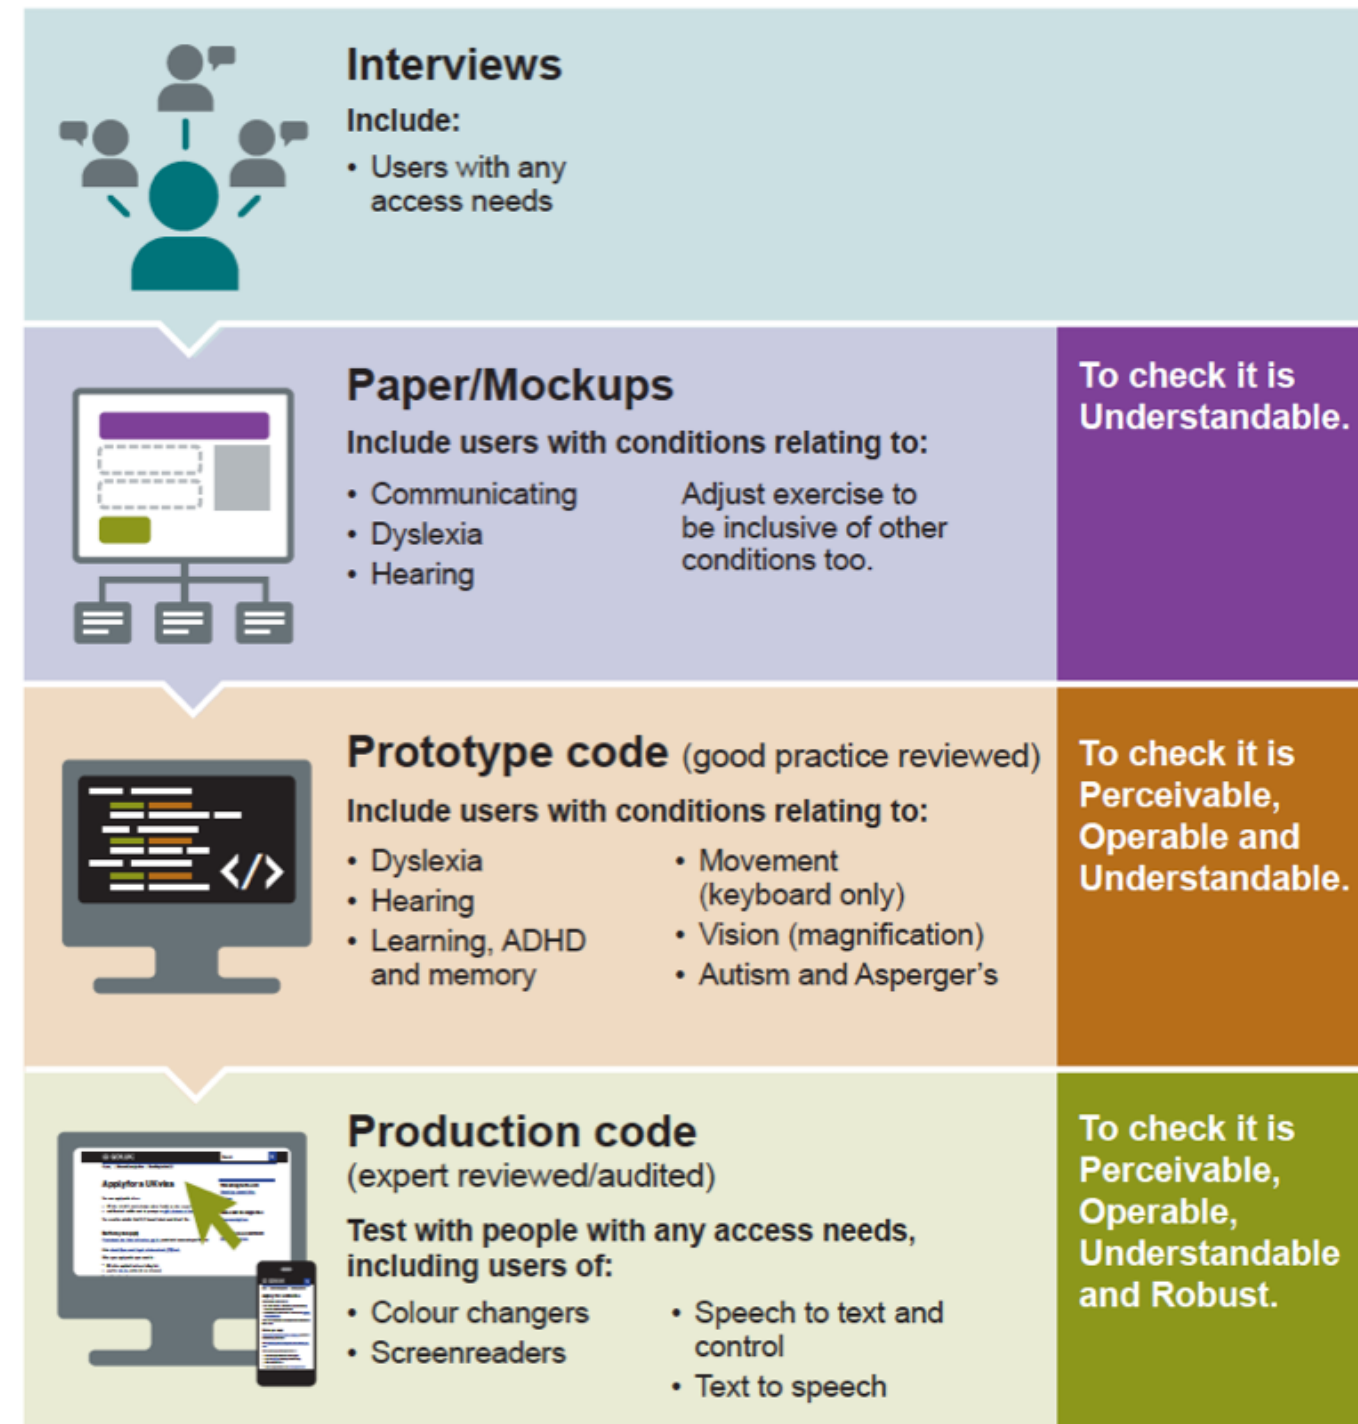 Interviews
Include:
• Users with any
access needs
Paper/Mockups
Include users with conditions relating to:
• Communicating
• Dyslexia
• Hearing
Adjust exercise to
be inclusive of other
conditions too.
To check it is
Understandable.
Prototype code (good practice reviewed)
Include users with conditions relating to:
• Dyslexia
• Hearing
• Learning, ADHD
and memory
• Movement
(keyboard only)
• Vision (magnification)
• Autism and Asperger’s
To check it is
Perceivable,
Operable and
Understandable.
</>
Production code
(expert reviewed/audited)
Test with people with any access needs,
including users of:
• Colour changers
• Screenreaders
• Speech to text and
control
• Text to speech
To check it is
Perceivable,
Operable,
Understandable
and Robust.
Apply for a UK visa